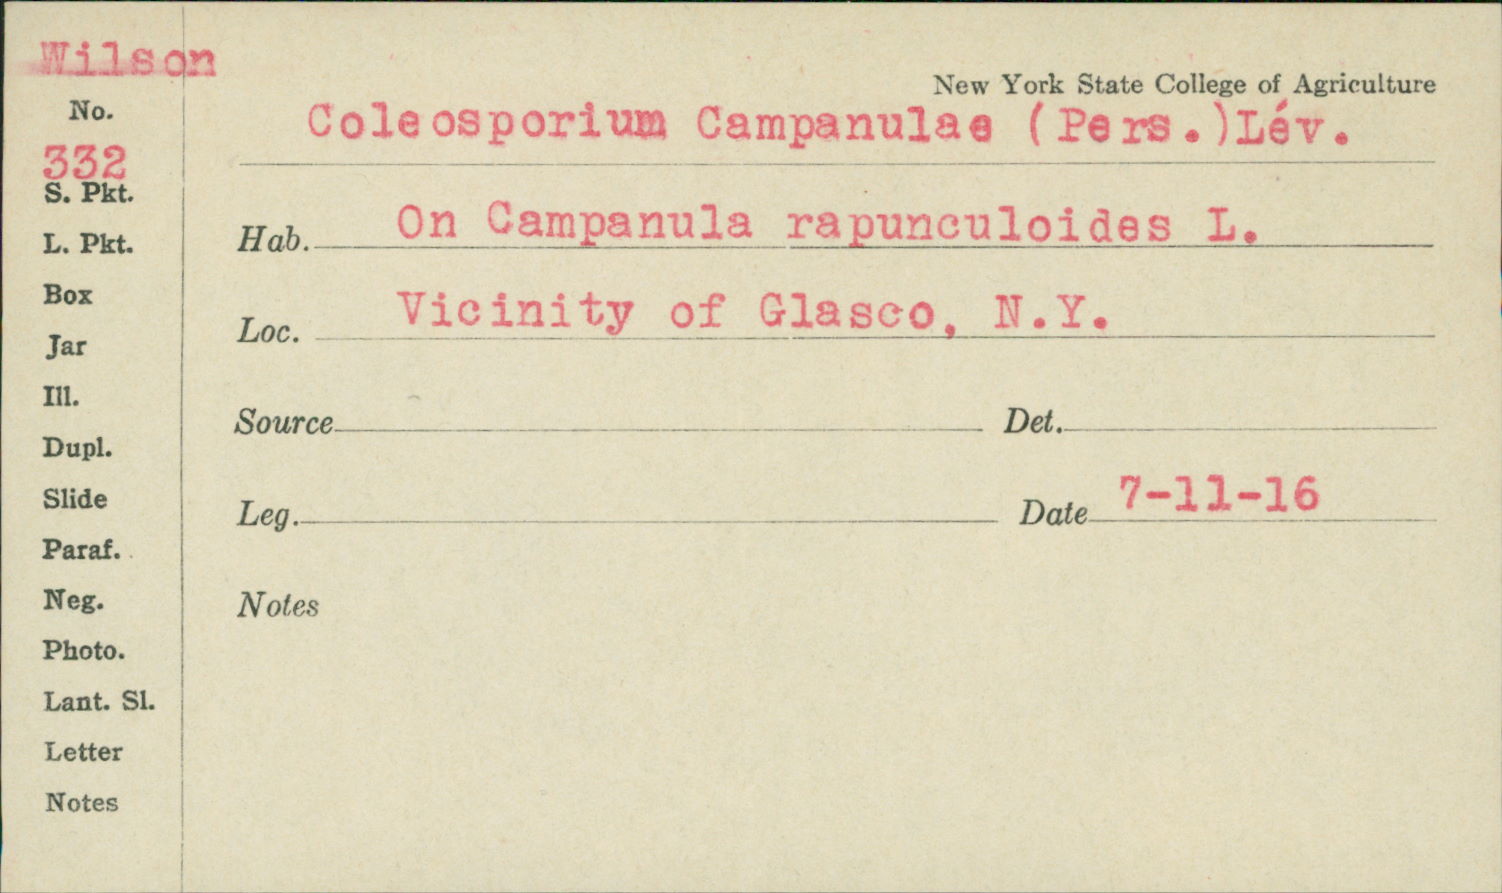 Wilson
No.
332
S. Pkt.
L. Pkt.
Box
Jar
Ill.
Dupl.
Slide
Paraf.
Neg.
Photo.
Lant. Sl.
Letter
Notes
New York State College of Agriculture
Coleosporium Campanulae (Pers.)Lév.
Hab. On Campanula rapunculoides L.
Loc. Vicinity of Glasco, N.Y.
Source Det.
Leg. Date 7-11-16
Notes